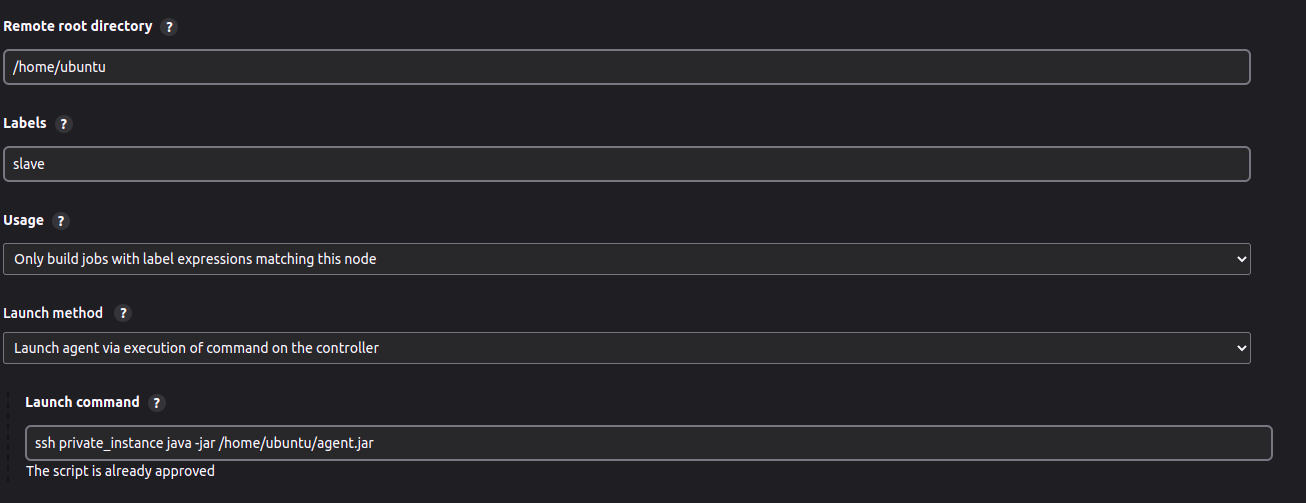 Remote root directory ?
/home/ubuntu
Labels ?
slave
Usage ?
Only build jobs with label expressions matching this node
Launch method ?
Launch agent via execution of command on the controller
Launch command ?
ssh private_instance java -jar /home/ubuntu/agent.jar
The script is already approved